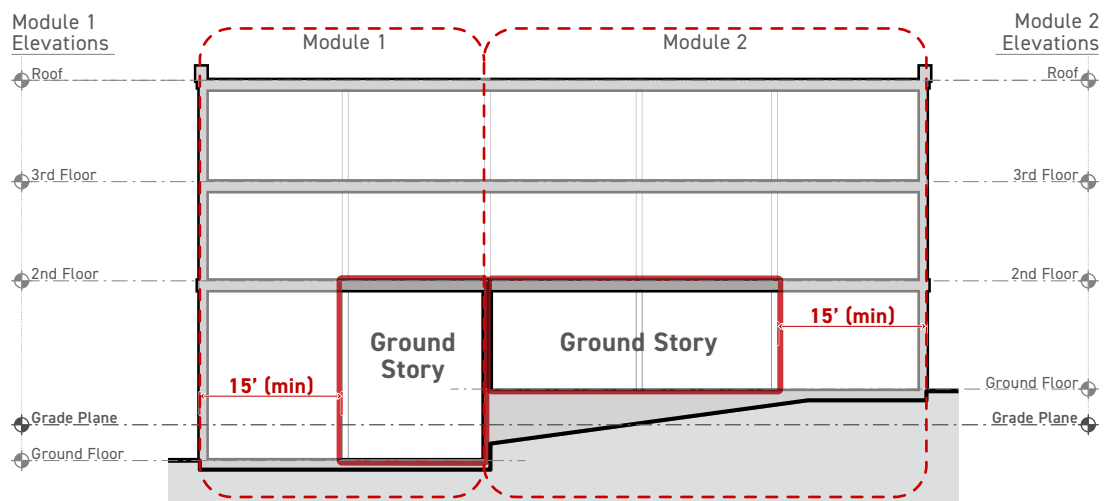 Module 1
Elevations
Module 1
Module 2
Module 2
Elevations
Roof
Roof
3rd Floor
3rd Floor
2nd Floor
2nd Floor
Ground
Story
Ground Story
15' (min)
15' (min)
Ground Floor
Grade Plane
Grade Plane
Ground Floor